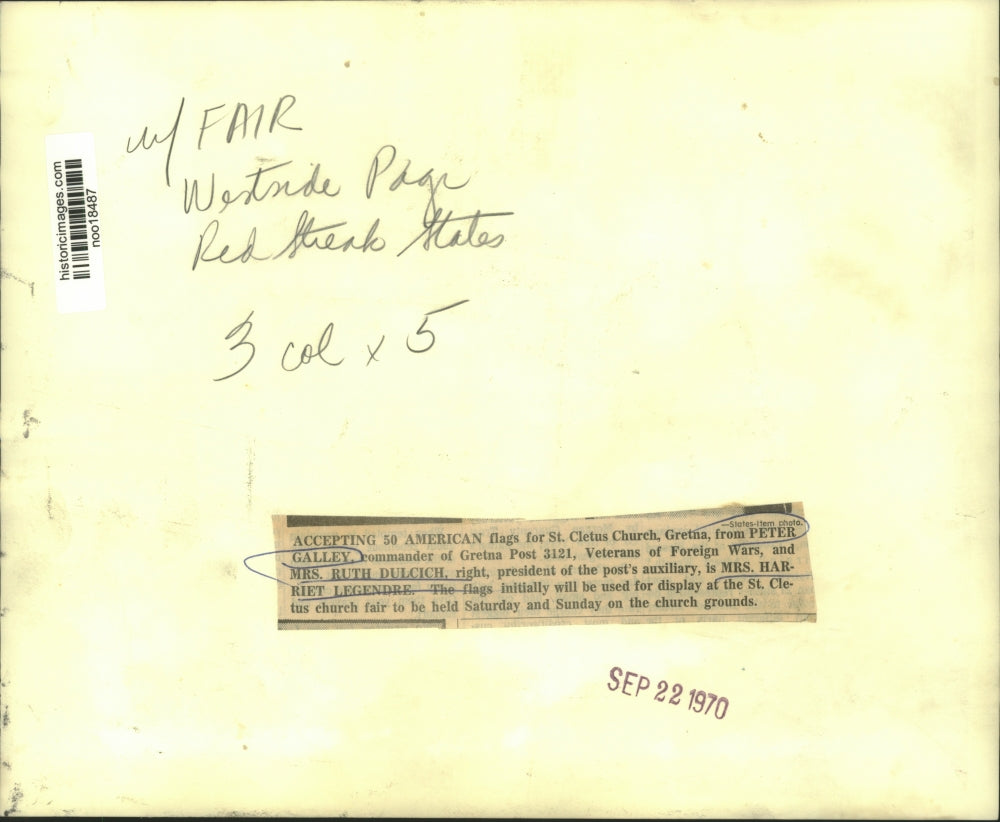 w/ FAIR
Westside Page
Red Streak States
3 col x 5
historicimages.com
noo18487
—States-Item photo.
ACCEPTING 50 AMERICAN flags for St. Cletus Church, Gretna, from PETER
GALLEY, commander of Gretna Post 3121, Veterans of Foreign Wars, and
MRS. RUTH DULCICH, right, president of the post's auxiliary, is MRS. HAR-
RIET LEGENDRE. The flags initially will be used for display at the St. Cle-
tus church fair to be held Saturday and Sunday on the church grounds.
SEP 22 1970